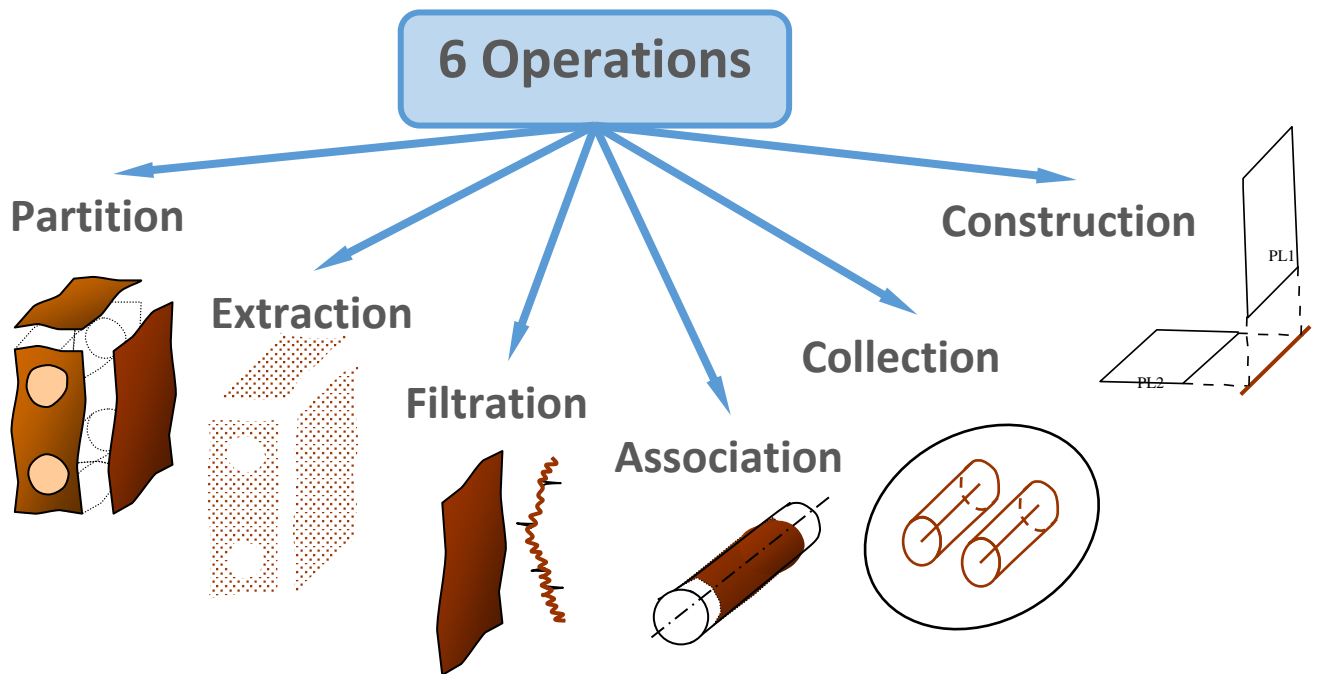 6 Operations
Partition
Extraction
Filtration
Association
Collection
Construction
PL1
PL2